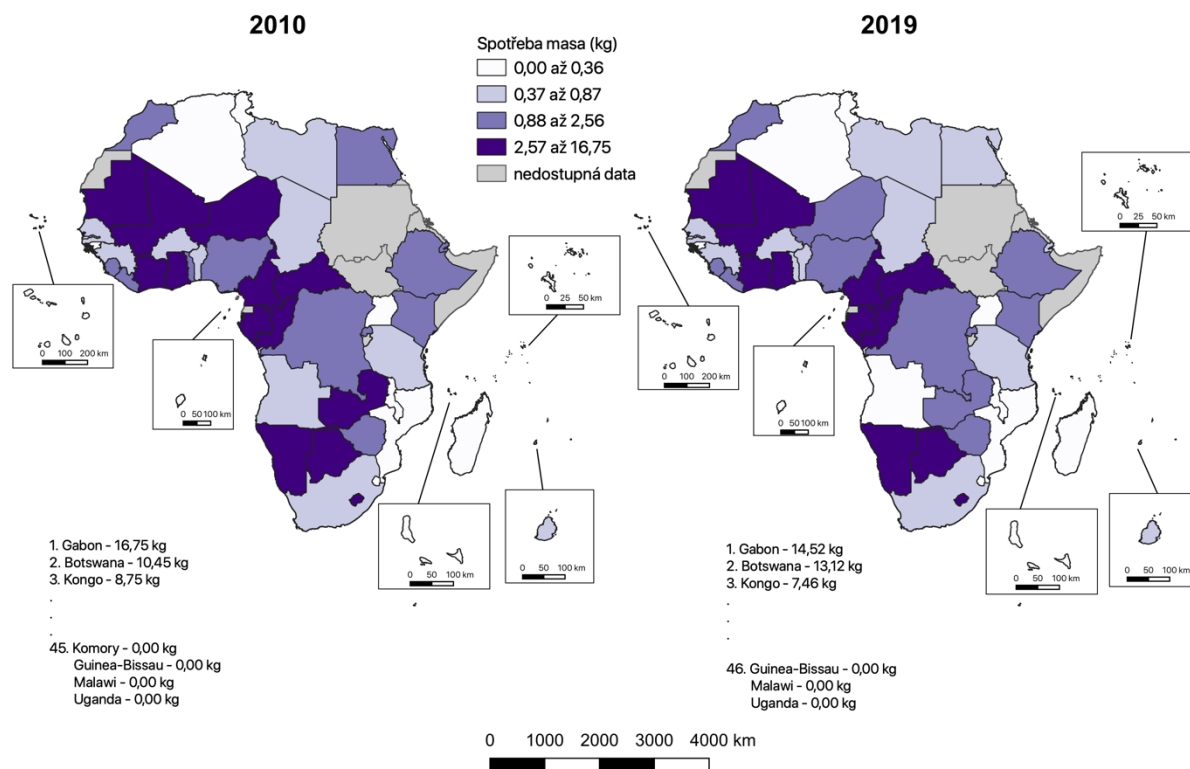 2010
2019
Spotřeba masa (kg)
0,00 až 0,36
0,37 až 0,87
0,88 až 2,56
2,57 až 16,75
nedostupná data
0 25 50 km
0 25 50 km
0 100 200 km
0 50 100 km
0 100 200 km
0 50 100 km
0 50 100 km
0 50 100 km
0 50 100 km
0 50 100 km
1. Gabon - 16,75 kg
2. Botswana - 10,45 kg
3. Kongo - 8,75 kg
.
.
.
45. Komory - 0,00 kg
Guinea-Bissau - 0,00 kg
Malawi - 0,00 kg
Uganda - 0,00 kg
1. Gabon - 14,52 kg
2. Botswana - 13,12 kg
3. Kongo - 7,46 kg
.
.
.
46. Guinea-Bissau - 0,00 kg
Malawi - 0,00 kg
Uganda - 0,00 kg
0 1000 2000 3000 4000 km